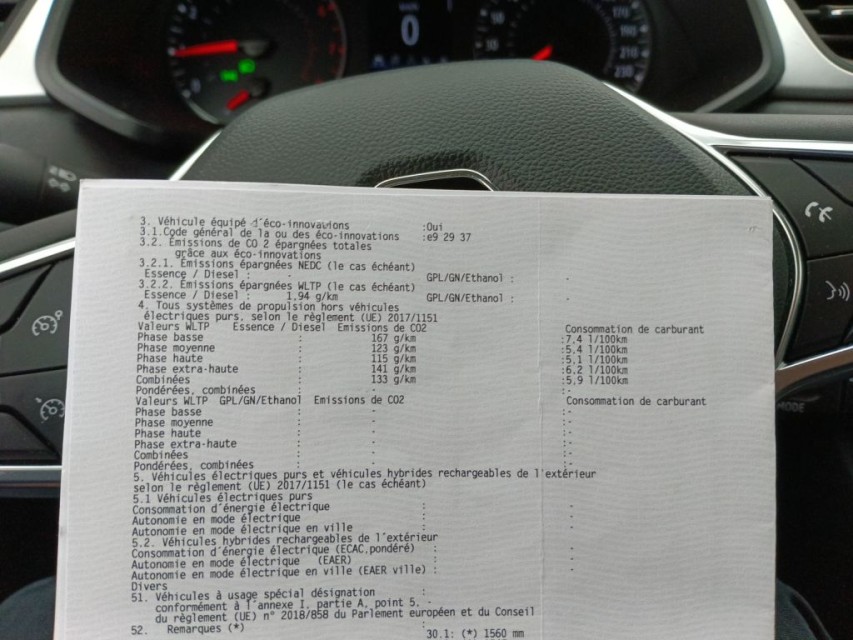 0
3. Véhicule équipé d'éco-innovavions :Oui
3.1.Code général de la ou des éco-innovations :e9 29 37
3.2. Émissions de CO 2 épargnées totales
grâce aux éco-innovations
3.2.1. Émissions épargnées NEDC (le cas échéant)
Essence / Diesel : - GPL/GN/Ethanol : -
3.2.2. Émissions épargnées WLTP (le cas échéant)
Essence / Diesel : 1,94 g/km GPL/GN/Ethanol : -
4. Tous systèmes de propulsion hors véhicules
électriques purs, selon le règlement (UE) 2017/1151
Valeurs WLTP Essence / Diesel Emissions de CO2 Consommation de carburant
Phase basse : 167 g/km :7,4 l/100km
Phase moyenne : 123 g/km :5,4 l/100km
Phase haute : 115 g/km :5,1 l/100km
Phase extra-haute : 141 g/km :6,2 l/100km
Combinées : 133 g/km :5,9 l/100km
Pondérées, combinées : - :-
Valeurs WLTP GPL/GN/Ethanol Emissions de CO2 Consommation de carburant
Phase basse : - :-
Phase moyenne : - :-
Phase haute : - :-
Phase extra-haute : - :-
Combinées : - :-
Pondérées, combinées : - :-
5. Véhicules électriques purs et véhicules hybrides rechargeables de l'extérieur
selon le règlement (UE) 2017/1151 (le cas échéant)
5.1 Véhicules électriques purs
Consommation d'énergie électrique : -
Autonomie en mode électrique : -
Autonomie en mode électrique en ville : -
5.2. Véhicules hybrides rechargeables de l'extérieur
Consommation d'énergie électrique (ECAC,pondéré) : -
Autonomie en mode électrique (EAER) : -
Autonomie en mode électrique en ville (EAER ville) : -
Divers
51. Véhicules à usage spécial désignation :
conformément à l'annexe I, partie A, point 5. -
du règlement (UE) n° 2018/858 du Parlement européen et du Conseil
52. Remarques (*) 30.1: (*) 1560 mm
MODE